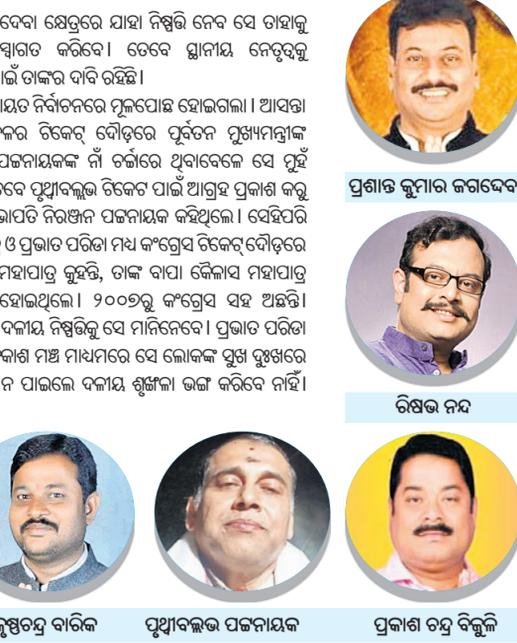 ଦେବା କ୍ଷେତ୍ରରେ ଯାହା ନିଷ୍ପତ୍ତି ନେବ ସେ ତାହାକୁ
ସ୍ୱାଗତ କରିବେ। ତେବେ ସ୍ଥାନୀୟ ନେତୃତ୍ୱକୁ
ତାଙ୍କର ଦାବି ରହିଛି।
ନିର୍ବାଚନରେ ମୂଳପୋଛ ହୋଇଗଲା। ଆସନ୍ତା
ଟିକେଟ୍ ଦୌଡ଼ରେ ପୂର୍ବତନ ମୁଖ୍ୟମନ୍ତ୍ରୀଙ୍କ
ପଟ୍ଟନାୟକଙ୍କ ନାଁ ଚର୍ଚ୍ଚାରେ ଥିବାବେଳେ ସେ ମୁହଁ
ପୃଥ୍ୱୀବଲ୍ଲଭ ଟିକେଟ ପାଇଁ ଆଗ୍ରହ ପ୍ରକାଶ କରୁ
ନିରଞ୍ଜନ ପଟ୍ଟନାୟକ କହିଥିଲେ। ସେହିପରି
ଓ ପ୍ରଭାତ ପରିଡା ମଧ୍ୟ କଂଗ୍ରେସ ଟିକେଟ୍ ଦୌଡ଼ରେ
ମହାପାତ୍ର କୁହନ୍ତି, ତାଙ୍କ ବାପା କୈଳାସ ମହାପାତ୍ର
ହୋଇଥିଲେ। ୨୦୦୭ରୁ କଂଗ୍ରେସ ସହ ଅଛନ୍ତି।
ଦଳୀୟ ନିଷ୍ପତ୍ତିକୁ ସେ ମାନିନେବେ। ପ୍ରଭାତ ପରିଡା
ମଞ୍ଚ ମାଧ୍ୟମରେ ସେ ଲୋକଙ୍କ ସୁଖ ଦୁଃଖରେ
ନ ପାଇଲେ ଦଳୀୟ ଶୃଙ୍ଖଳା ଭଙ୍ଗ କରିବେ ନାହିଁ।
ପ୍ରଶାନ୍ତ କୁମାର ଜଗଦ୍ଦେବ
ରିଷଭ ନନ୍ଦ
ବାରିକ
ପୃଥ୍ୱୀବଲ୍ଲଭ ପଟ୍ଟନାୟକ
ପ୍ରକାଶ ଚନ୍ଦ୍ର ବିକୁଳି